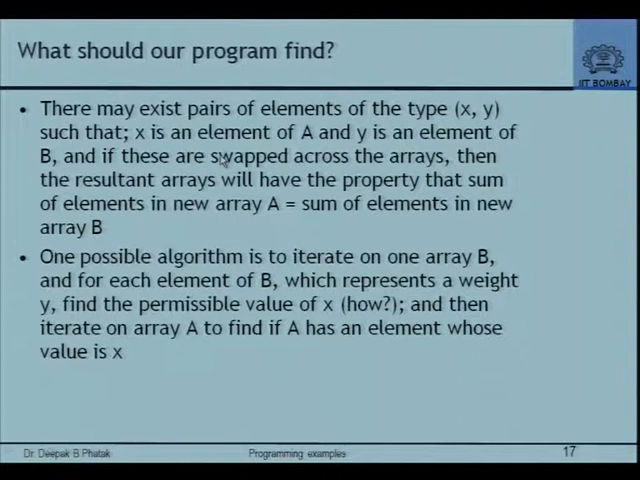 What should our program find?
IIT BOMBAY
• There may exist pairs of elements of the type (x, y)
such that; x is an element of A and y is an element of
B, and if these are swapped across the arrays, then
the resultant arrays will have the property that sum
of elements in new array A = sum of elements in new
array B
• One possible algorithm is to iterate on one array B,
and for each element of B, which represents a weight
y, find the permissible value of x (how?); and then
iterate on array A to find if A has an element whose
value is x
Dr. Deepak B Phatak
Programming examples
17